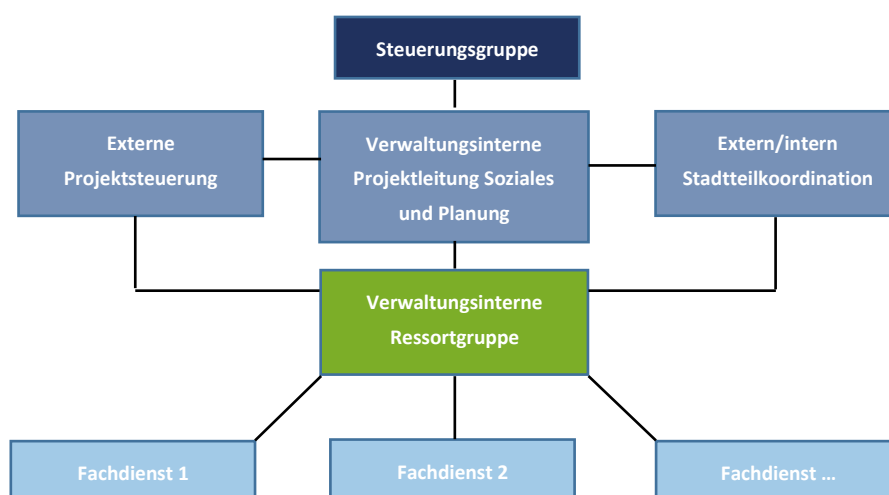 Steuerungsgruppe
Externe
Projektsteuerung
Verwaltungsinterne
Projektleitung Soziales
und Planung
Extern/intern
Stadtteilkoordination
Verwaltungsinterne
Ressortgruppe
Fachdienst 1
Fachdienst 2
Fachdienst …